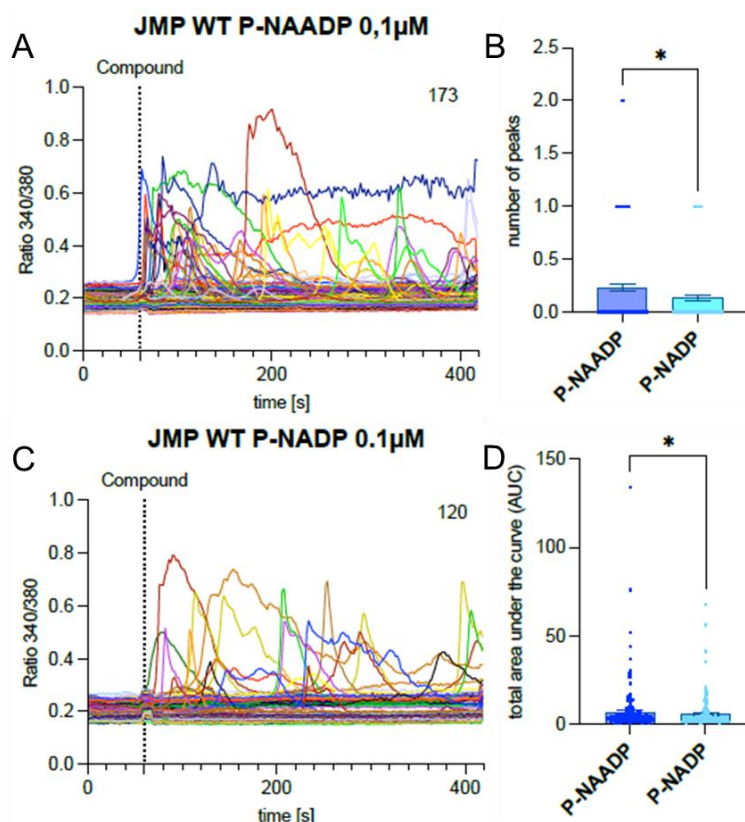 JMP WT P-NAADP 0,1µM
A
Compound
173
1.0
0.8
0.6
0.4
0.2
0.0
Ratio 340/380
0
200
400
time [s]
B
*
2.5
2.0
1.5
1.0
0.5
0.0
number of peaks
P-NAADP
P-NADP
JMP WT P-NADP 0.1µM
C
Compound
120
1.0
0.8
0.6
0.4
0.2
0.0
Ratio 340/380
0
200
400
time [s]
D
*
150
100
50
0
total area under the curve (AUC)
P-NAADP
P-NADP